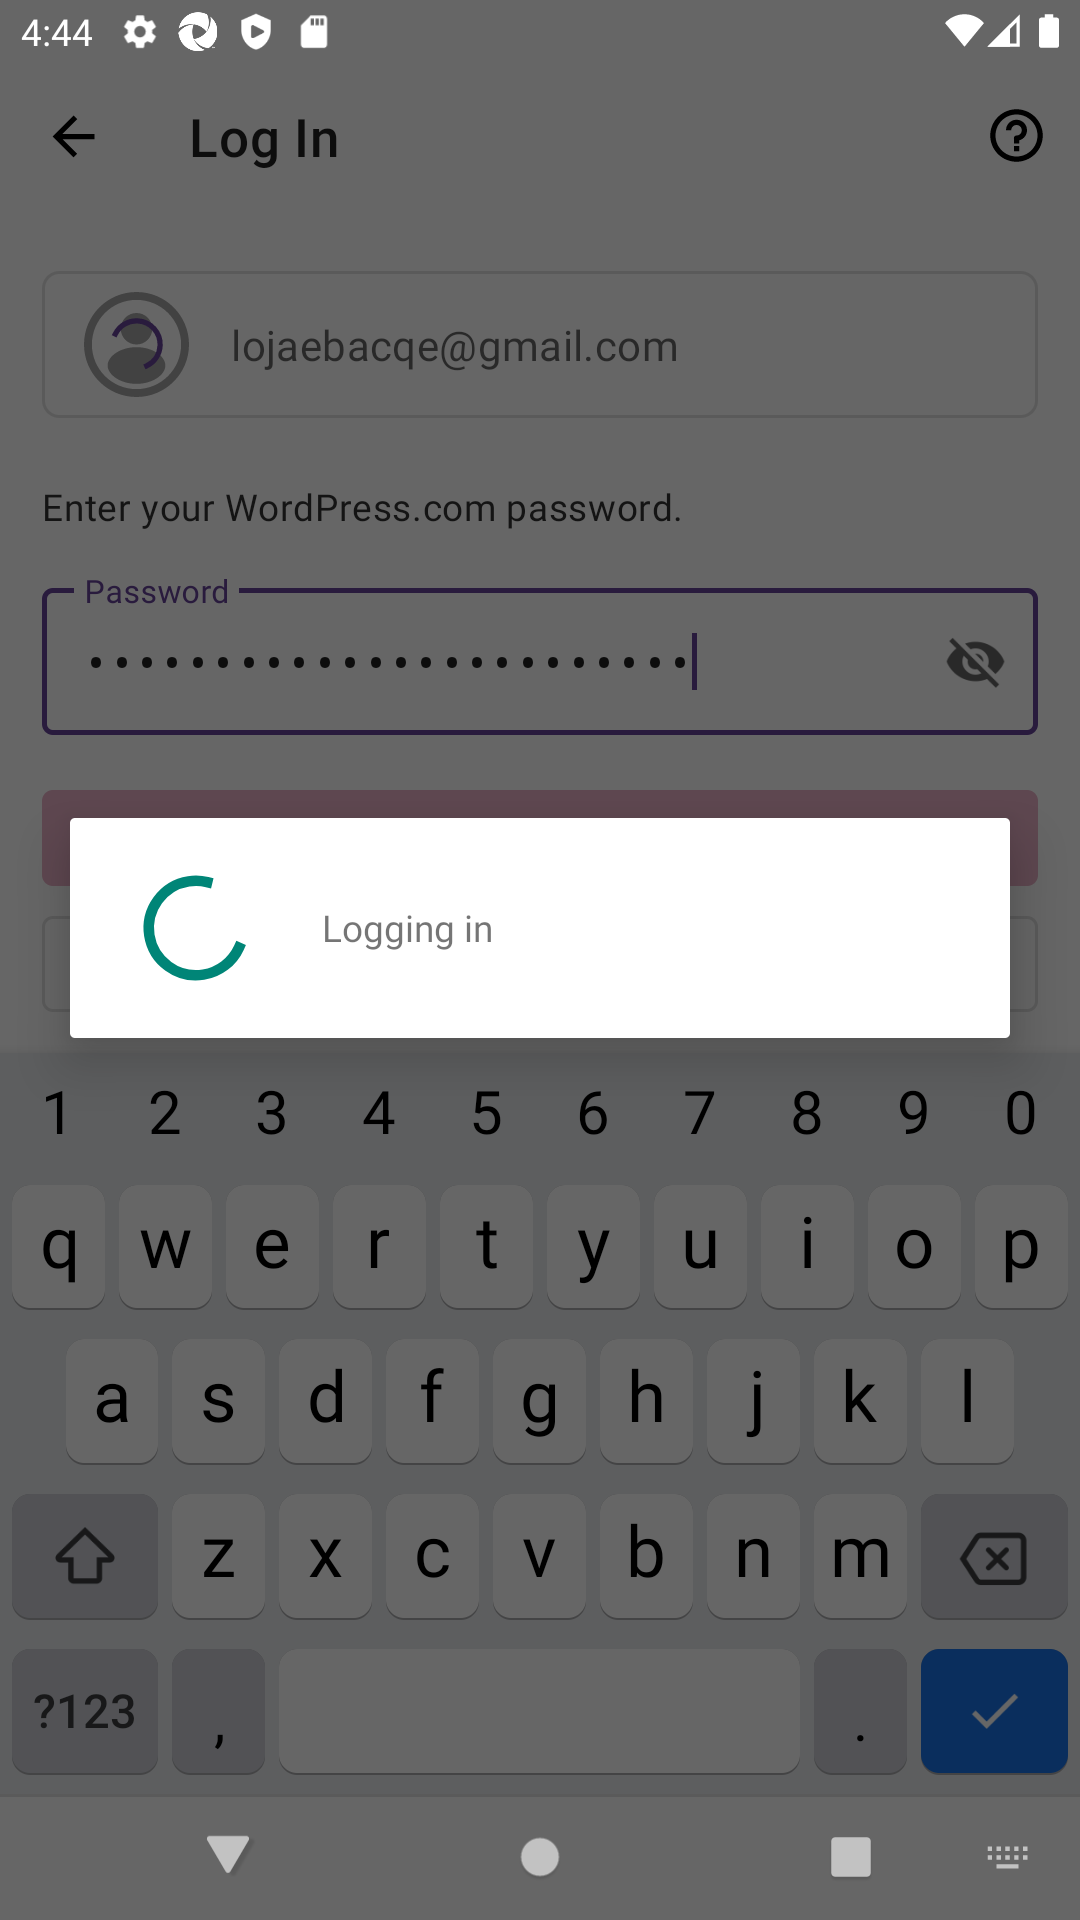 4:44
Log In
lojaebacqe@gmail.com
Enter your WordPress.com password.
Password
••••••••••••••••••••••••
Logging in
1 2 3 4 5 6 7 8 9 0
q w e r t y u i o p
a s d f g h j k l
z x c v b n m
?123 , .